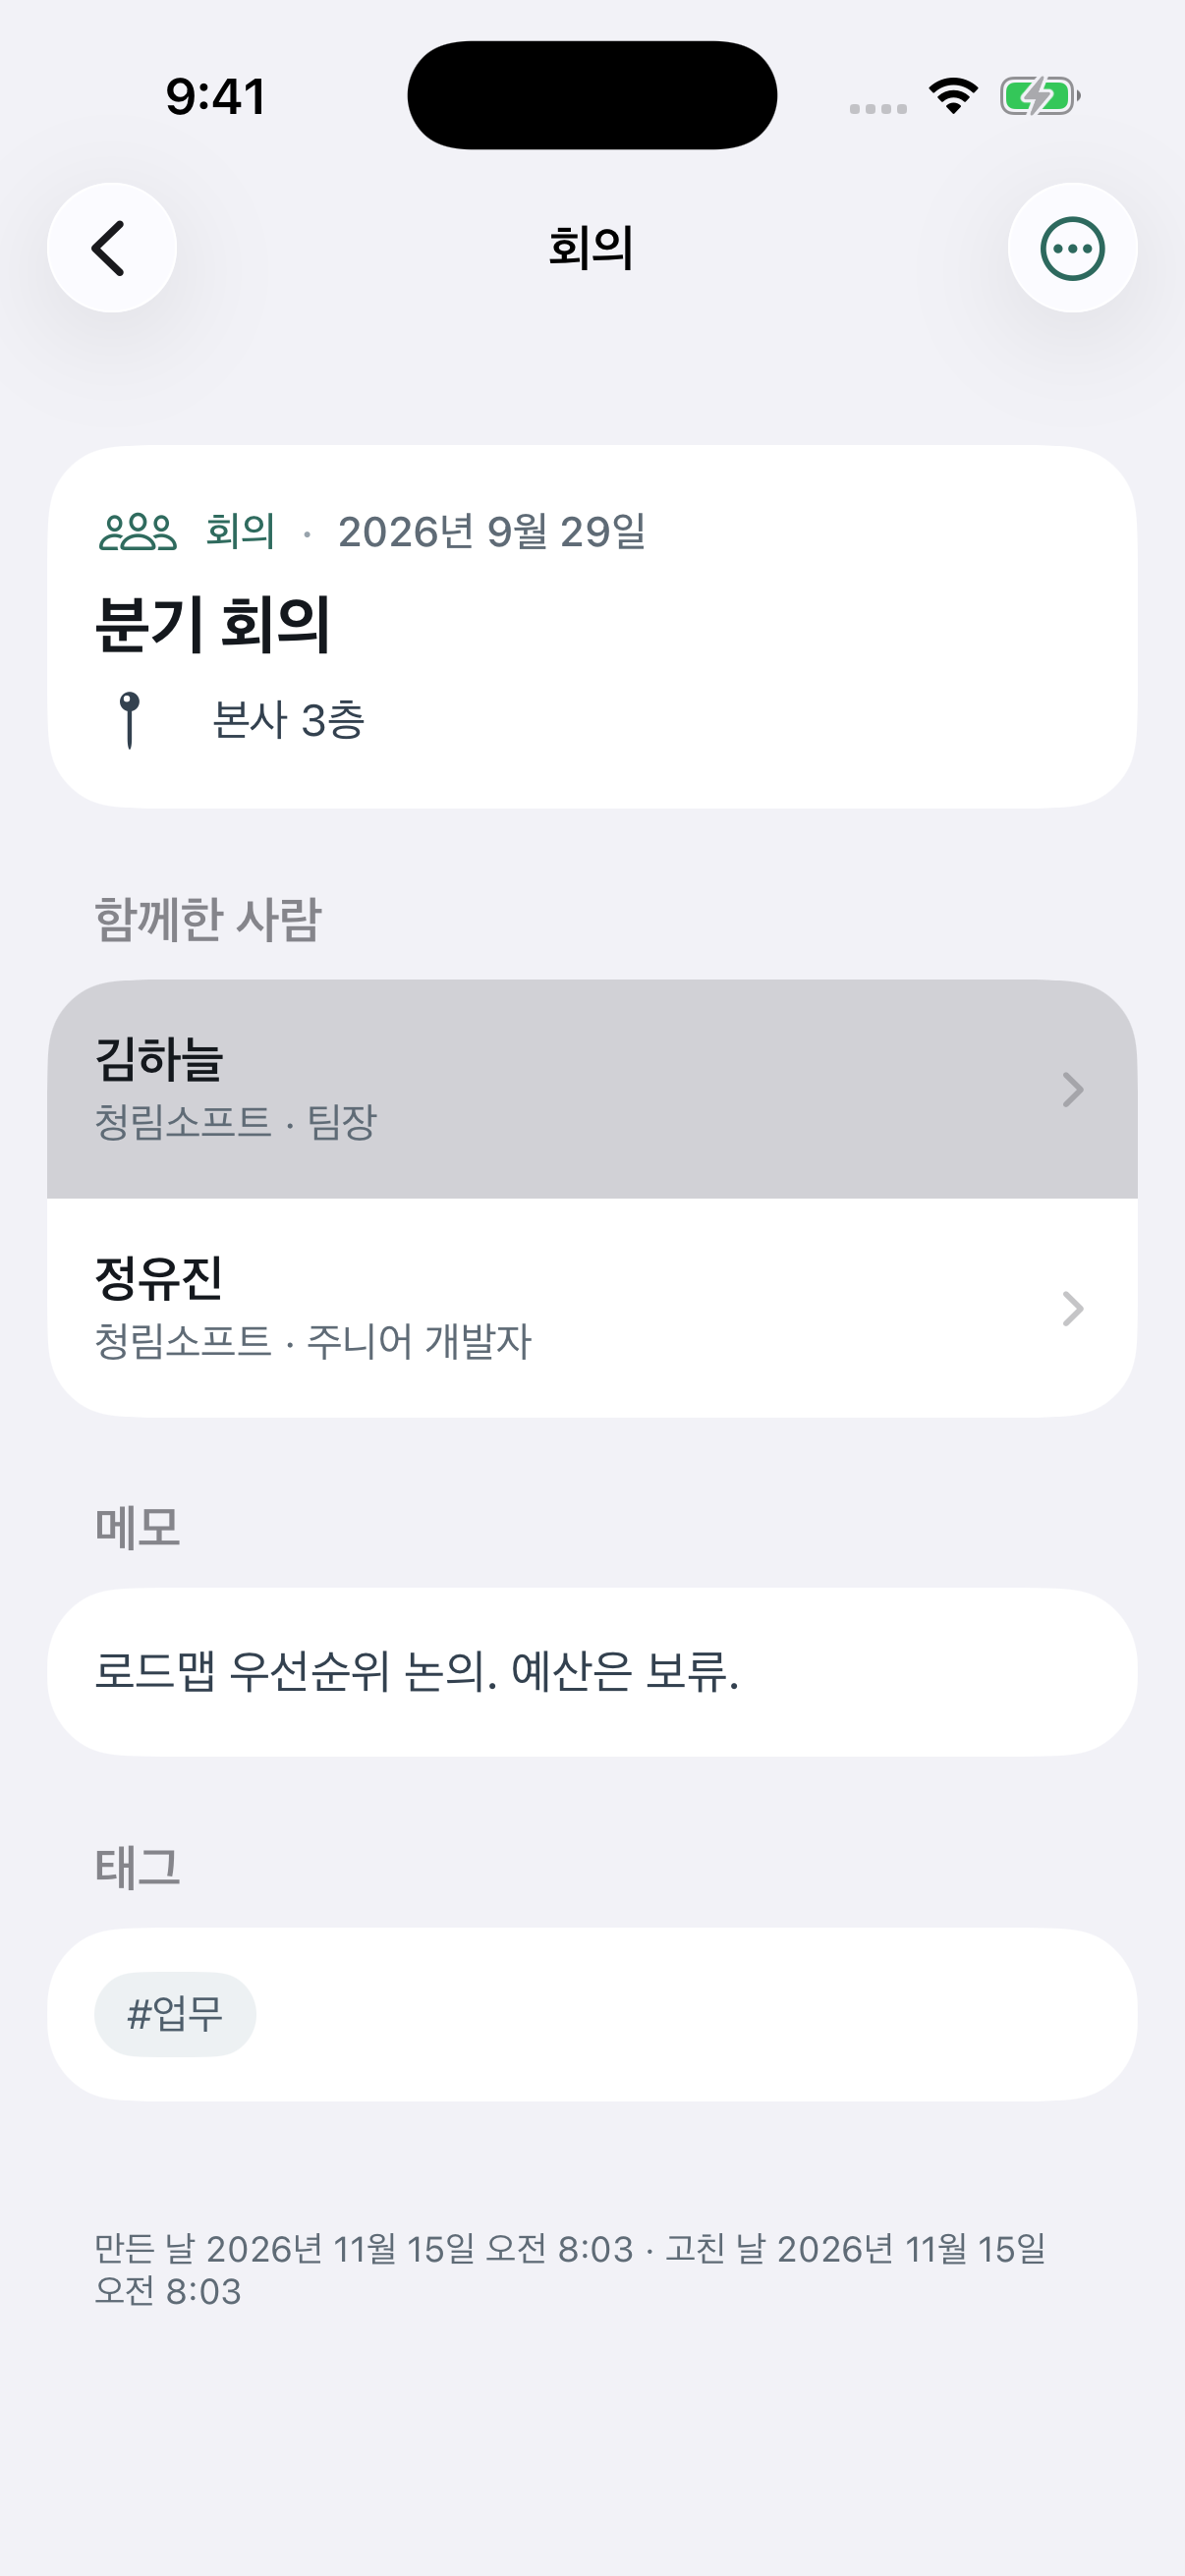 9:41
회의
회의 · 2026년 9월 29일
분기 회의
본사 3층
함께한 사람
김하늘
청림소프트 · 팀장
정유진
청림소프트 · 주니어 개발자
메모
로드맵 우선순위 논의. 예산은 보류.
태그
#업무
만든 날 2026년 11월 15일 오전 8:03 · 고친 날 2026년 11월 15일
오전 8:03